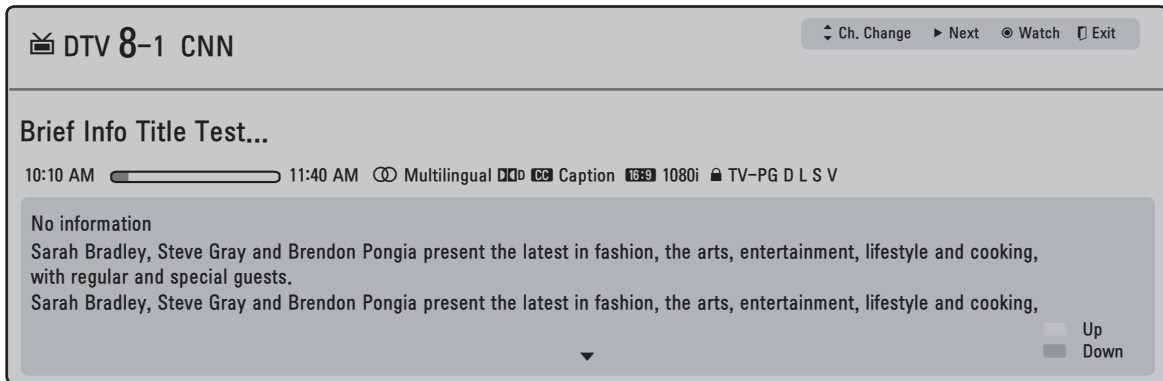 DTV 8-1 CNN
Ch. Change Next Watch Exit
Brief Info Title Test...
10:10 AM 11:40 AM Multilingual DD D CC Caption 16:9 1080i TV-PG D L S V
No information
Sarah Bradley, Steve Gray and Brendon Pongia present the latest in fashion, the arts, entertainment, lifestyle and cooking,
with regular and special guests.
Sarah Bradley, Steve Gray and Brendon Pongia present the latest in fashion, the arts, entertainment, lifestyle and cooking,
Up
Down